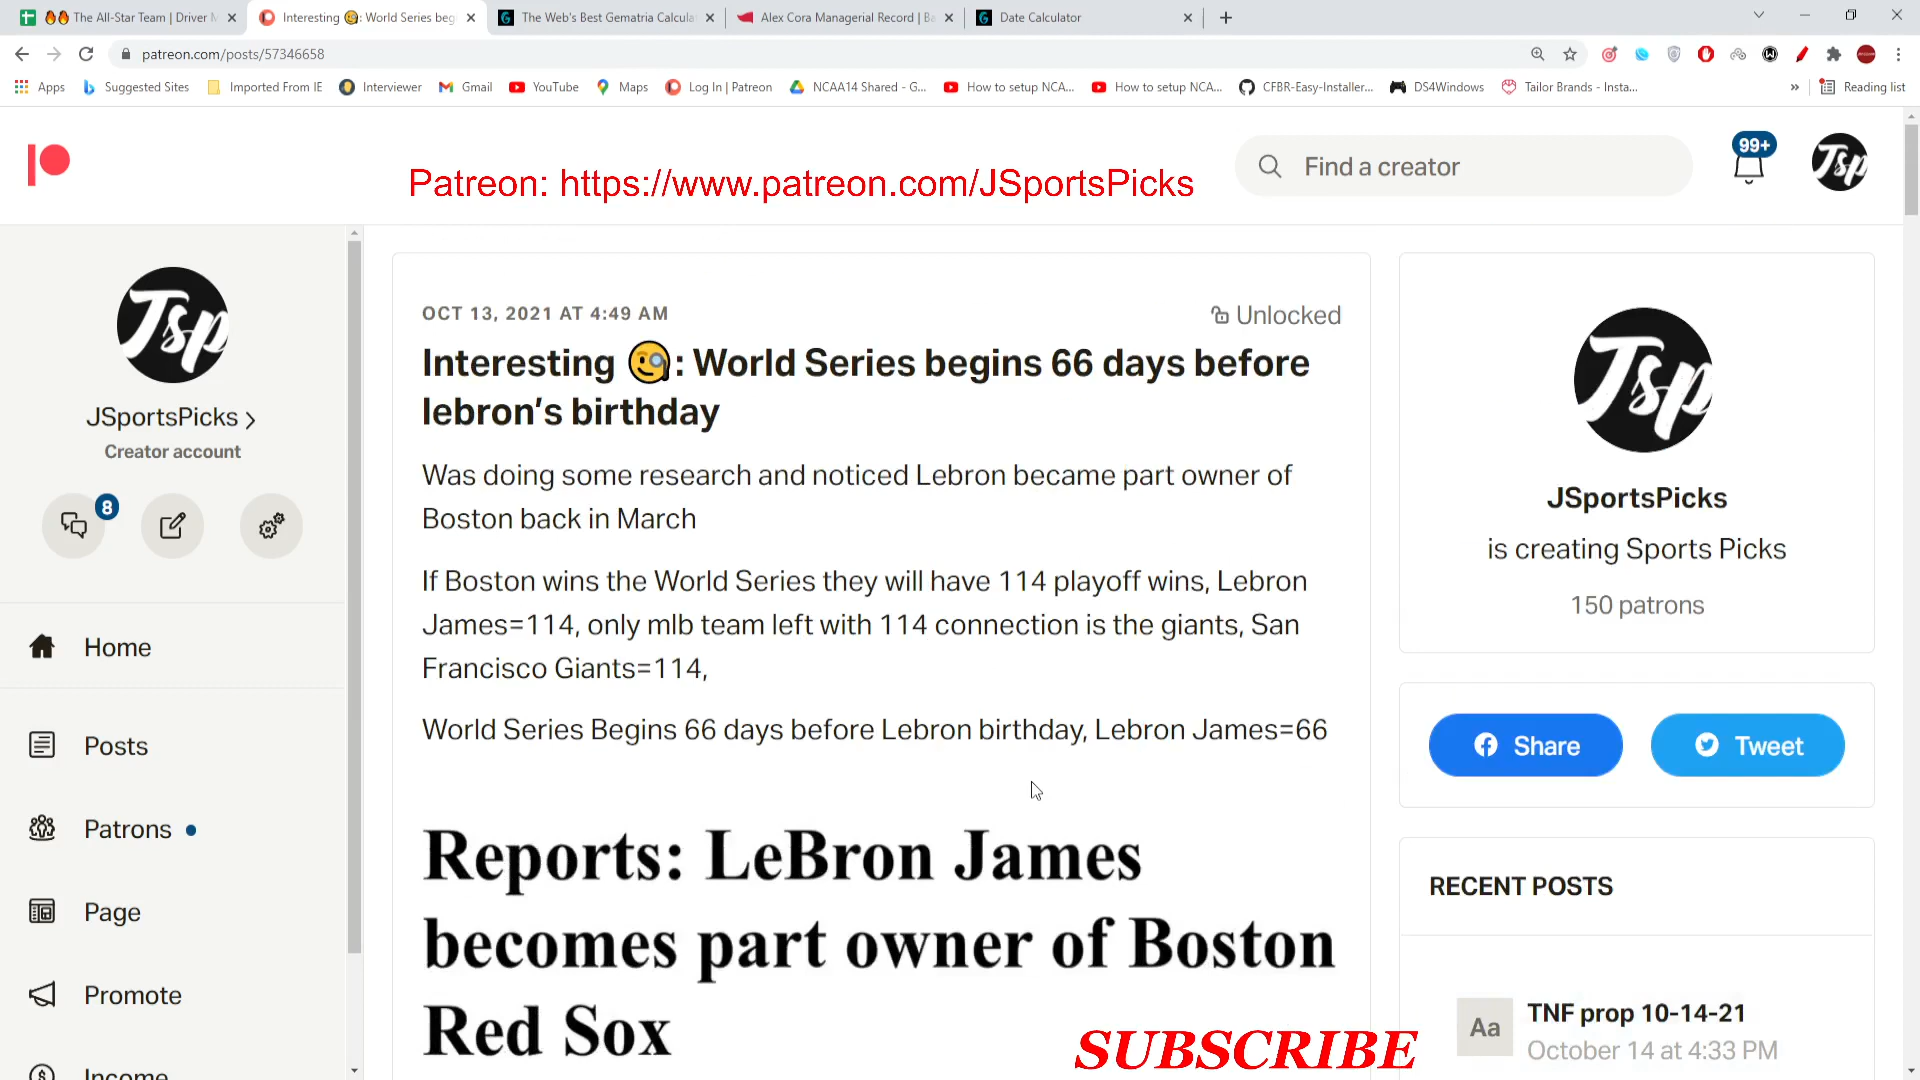 The All-Star Team | Driver
Interesting 🧐: World Series beg
The Web's Best Gematria Calcula
Alex Cora Managerial Record | Ba
Date Calculator
patreon.com/posts/57346658
Apps
Suggested Sites
Imported From IE
Interviewer
Gmail
YouTube
Maps
Log In | Patreon
NCAA14 Shared - G...
How to setup NCA...
How to setup NCA...
CFBR-Easy-Installer...
DS4Windows
Tailor Brands - Insta...
»
Reading list
Patreon: https://www.patreon.com/JSportsPicks
Find a creator
99+
Jsp
Jsp
JSportsPicks
Creator account
8
Home
Posts
Patrons
Page
Promote
Income
OCT 13, 2021 AT 4:49 AM
Unlocked
Interesting 🧐: World Series begins 66 days before
lebron's birthday
Was doing some research and noticed Lebron became part owner of
Boston back in March
If Boston wins the World Series they will have 114 playoff wins, Lebron
James=114, only mlb team left with 114 connection is the giants, San
Francisco Giants=114,
World Series Begins 66 days before Lebron birthday, Lebron James=66
Reports: LeBron James
becomes part owner of Boston
Red Sox
SUBSCRIBE
Jsp
JSportsPicks
is creating Sports Picks
150 patrons
Share
Tweet
RECENT POSTS
Aa
TNF prop 10-14-21
October 14 at 4:33 PM